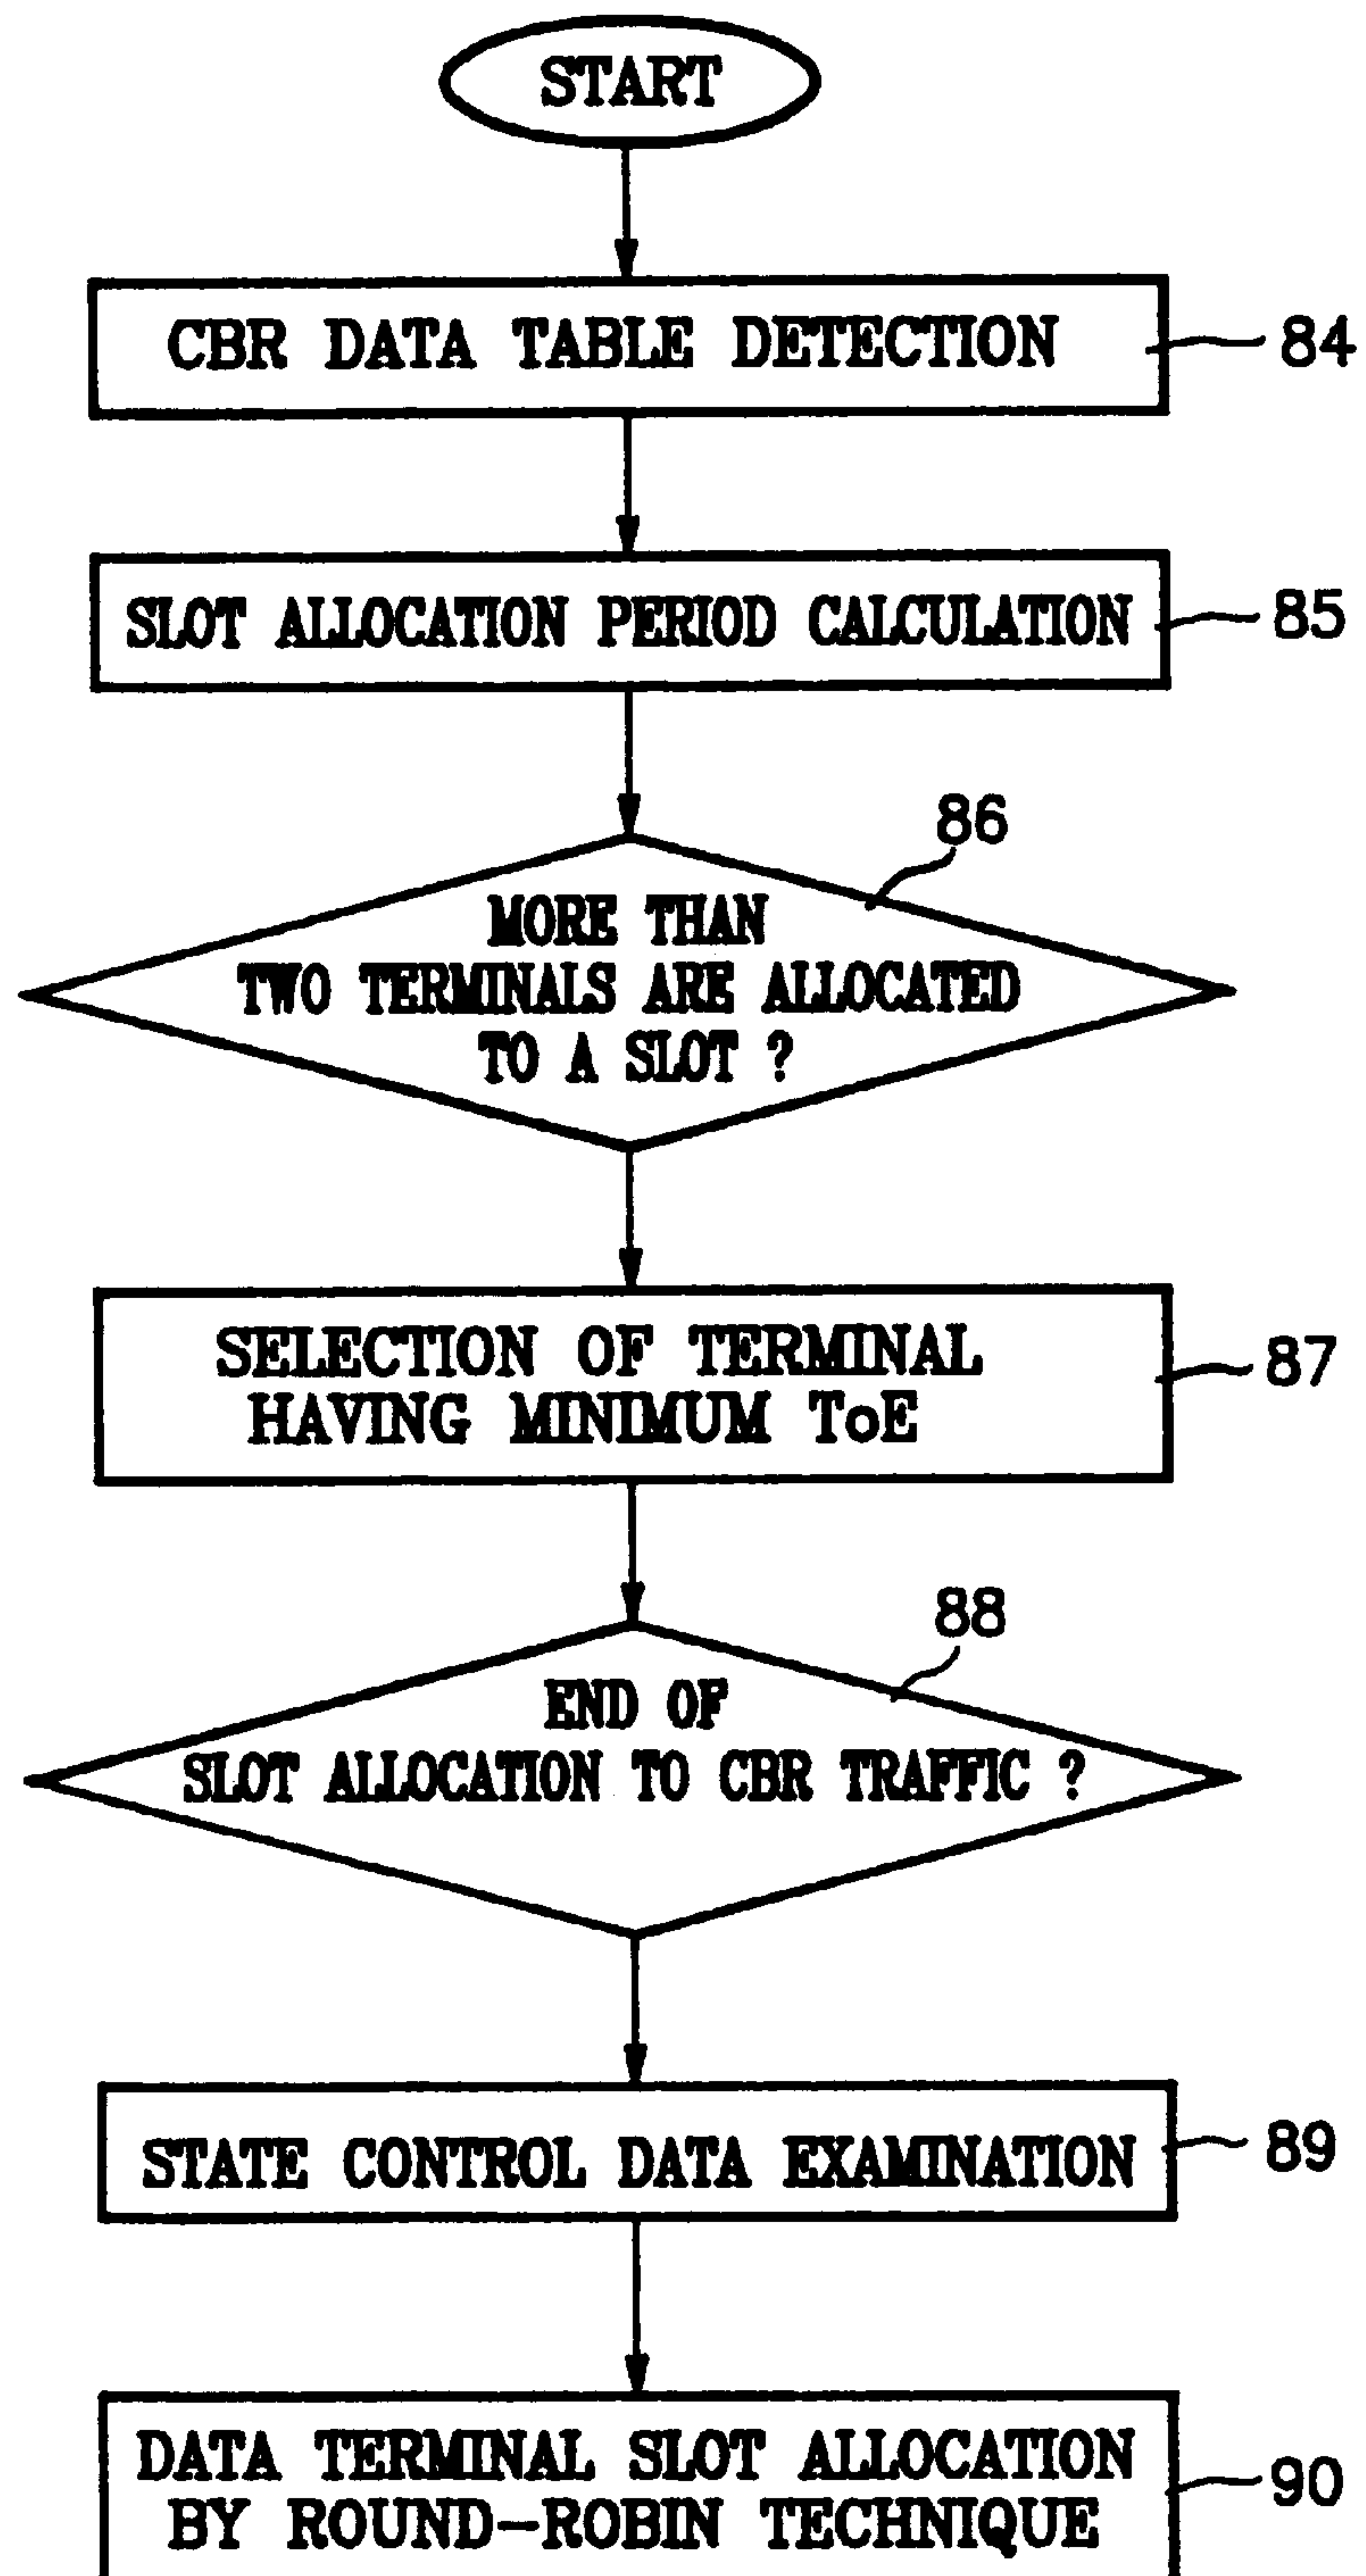 START
CBR DATA TABLE DETECTION
84
SLOT ALLOCATION PERIOD CALCULATION
85
86
MORE THAN
TWO TERMINALS ARE ALLOCATED
TO A SLOT ?
SELECTION OF TERMINAL
HAVING MINIMUM ToE
87
88
END OF
SLOT ALLOCATION TO CBR TRAFFIC ?
STATE CONTROL DATA EXAMINATION
89
DATA TERMINAL SLOT ALLOCATION
BY ROUND-ROBIN TECHNIQUE
90